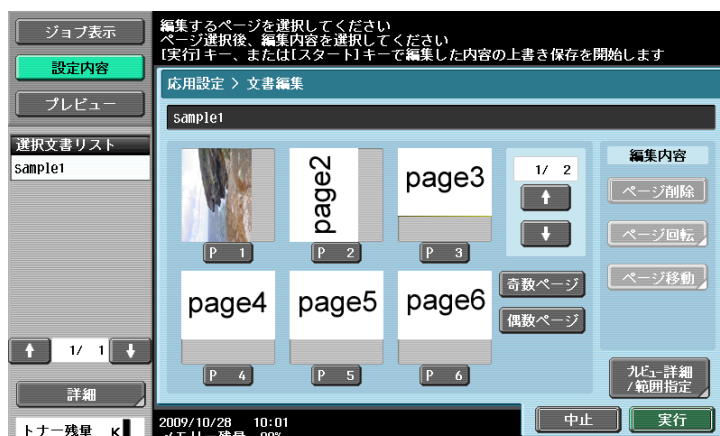 ジョブ表示
設定内容
プレビュー
選択文書リスト
sample1
1/ 1
詳細
トナー残量 K
編集するページを選択してください
ページ選択後、編集内容を選択してください
[実行]キー、または[スタート]キーで編集した内容の上書き保存を開始します
応用設定 > 文書編集
sample1
page2
page3
P 1
P 2
P 3
page4
page5
page6
P 4
P 5
P 6
1/ 2
奇数ページ
偶数ページ
編集内容
ページ削除
ページ回転
ページ移動
プレビュー詳細
/範囲指定
2009/10/28 10:01
メモリー残量 99%
中止
実行